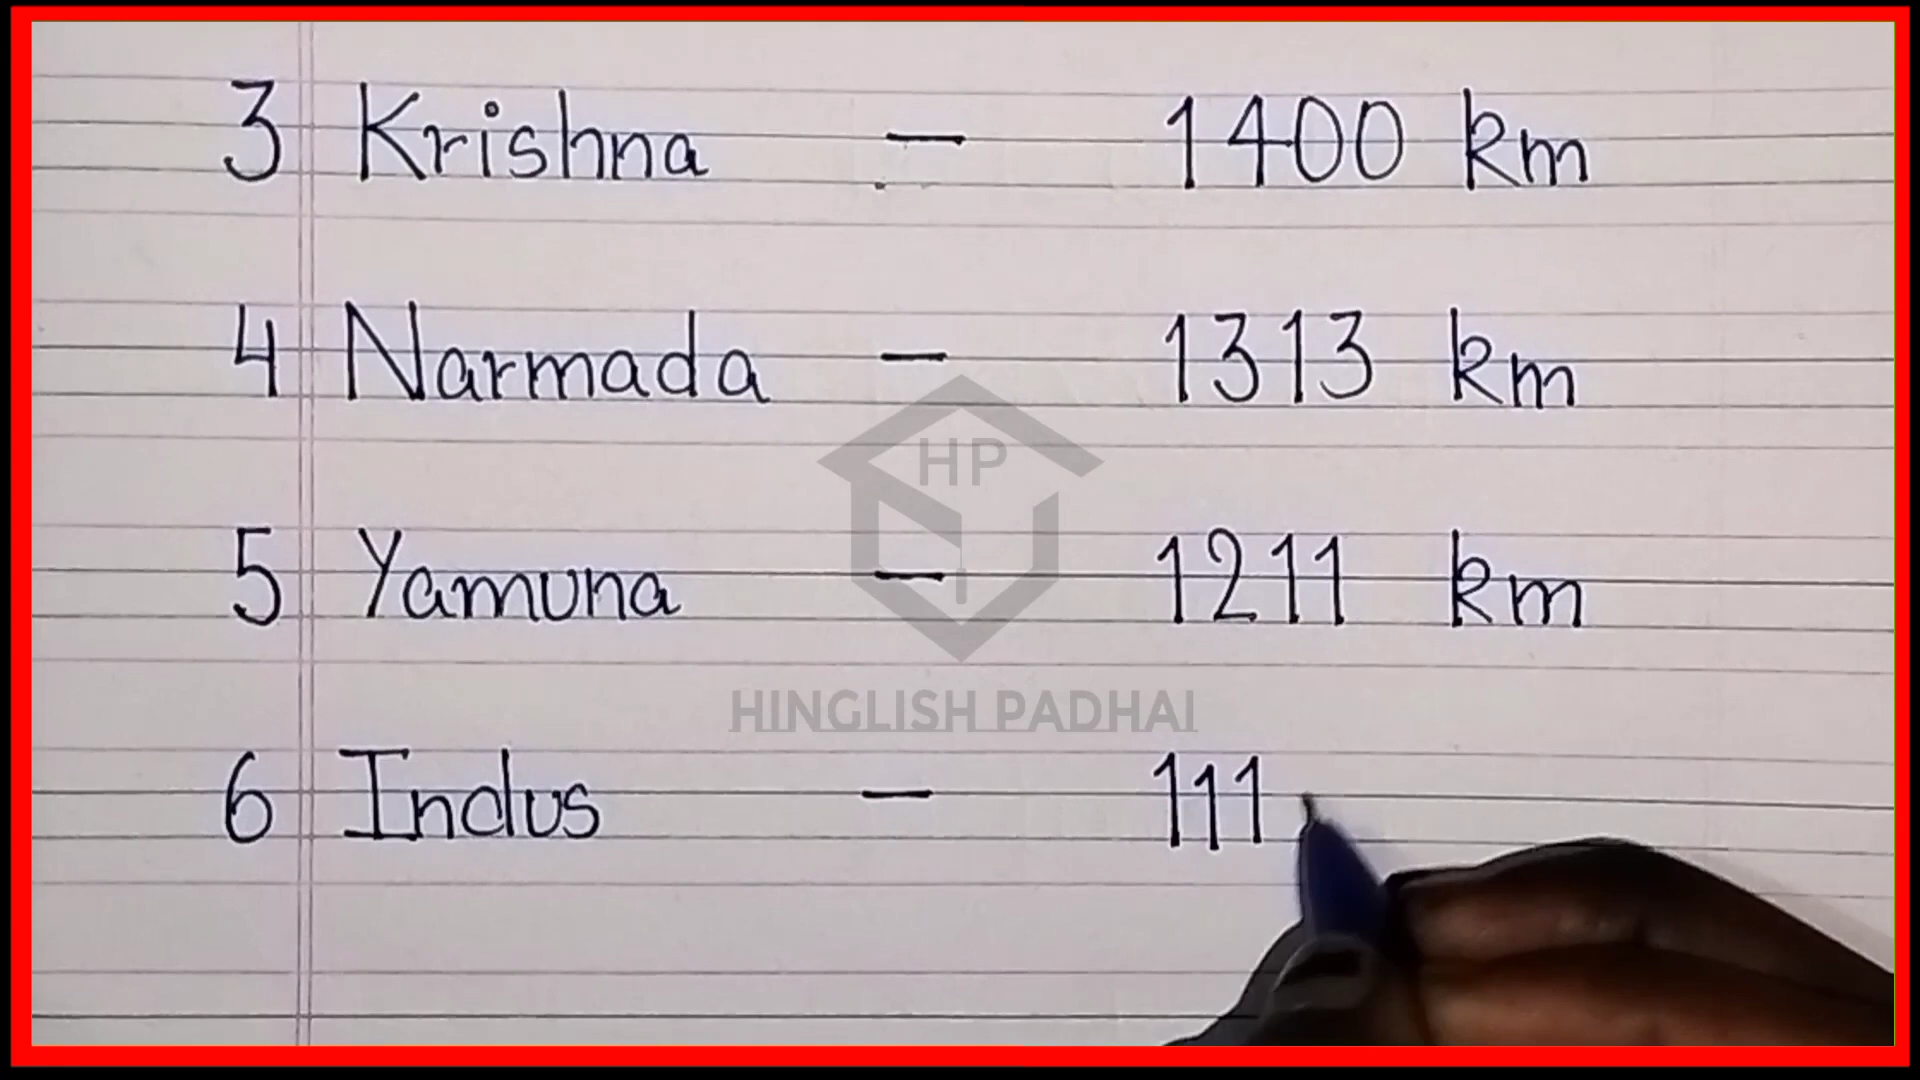 3 Krishna - 1400 km
4 Narmada - 1313 km
HP
5 Yamuna - 1211 km
I
HINGLISH PADHAI
6 Indus - 111